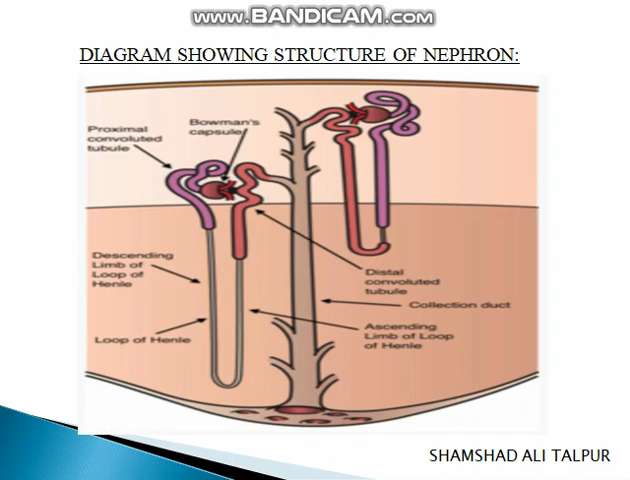 www.BANDICAM.com
DIAGRAM SHOWING STRUCTURE OF NEPHRON:
Proximal
convoluted
tubule
Bowman's
capsule
Descending
Limb of
Loop of
Henle
Loop of Henle
Distal
convoluted
tubule
Collection duct
Ascending
Limb of Loop
of Henle
SHAMSHAD ALI TALPUR